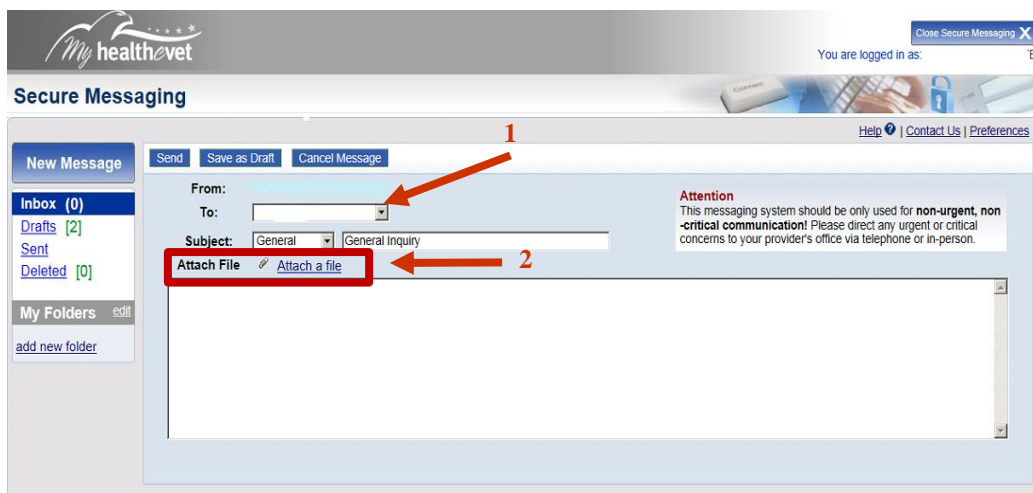 My healthevet
Close Secure Messaging X
You are logged in as:
Secure Messaging
Connect
Help ? | Contact Us | Preferences
1
New Message
Send Save as Draft Cancel Message
From:
To:
Attention
This messaging system should be only used for non-urgent, non
-critical communication! Please direct any urgent or critical
concerns to your provider's office via telephone or in-person.
Inbox (0)
Drafts [2]
Sent
Deleted [0]
Subject: General General Inquiry
Attach File Attach a file
2
My Folders edit
add new folder